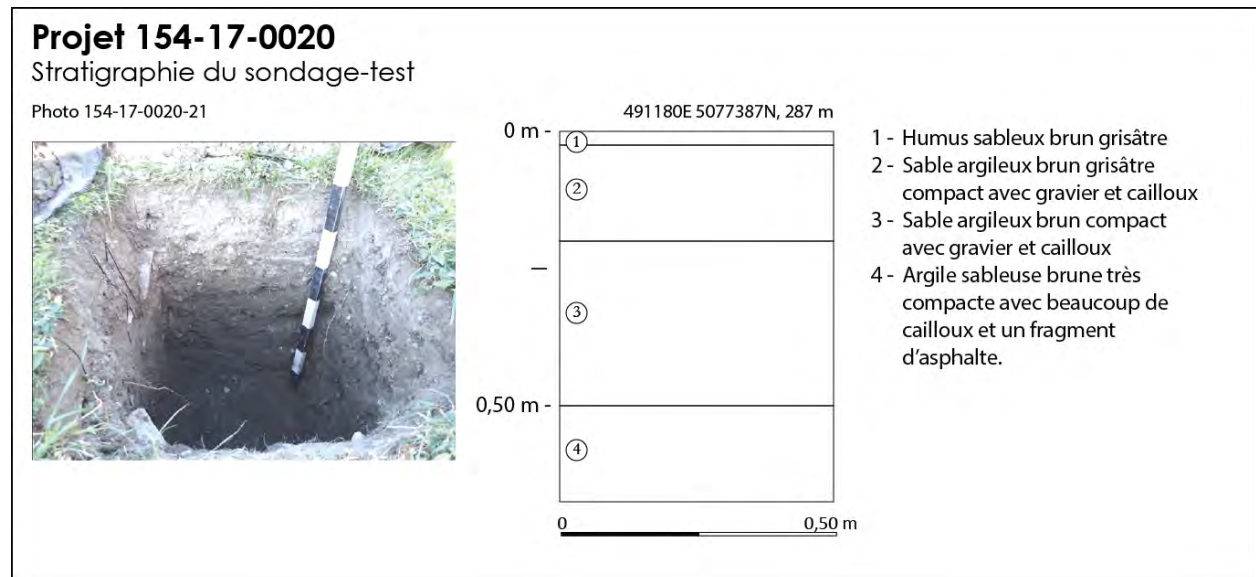 Projet 154-17-0020
Stratigraphie du sondage-test
Photo 154-17-0020-21
491180E 5077387N, 287 m
0 m -
1
2
3
0,50 m -
4
0
0,50 m
1 - Humus sableux brun grisâtre
2 - Sable argileux brun grisâtre
compact avec gravier et cailloux
3 - Sable argileux brun compact
avec gravier et cailloux
4 - Argile sableuse brune très
compacte avec beaucoup de
cailloux et un fragment
d'asphalte.